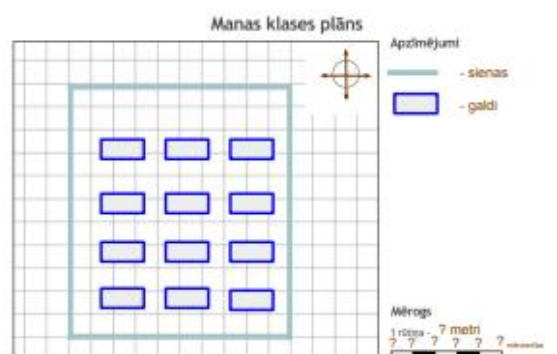 Manas klases plāns
Apzīmējumi
- sienas
- galdi
Mērogs
1 rūtiņa - ? metri
? ? ? ? ? ?